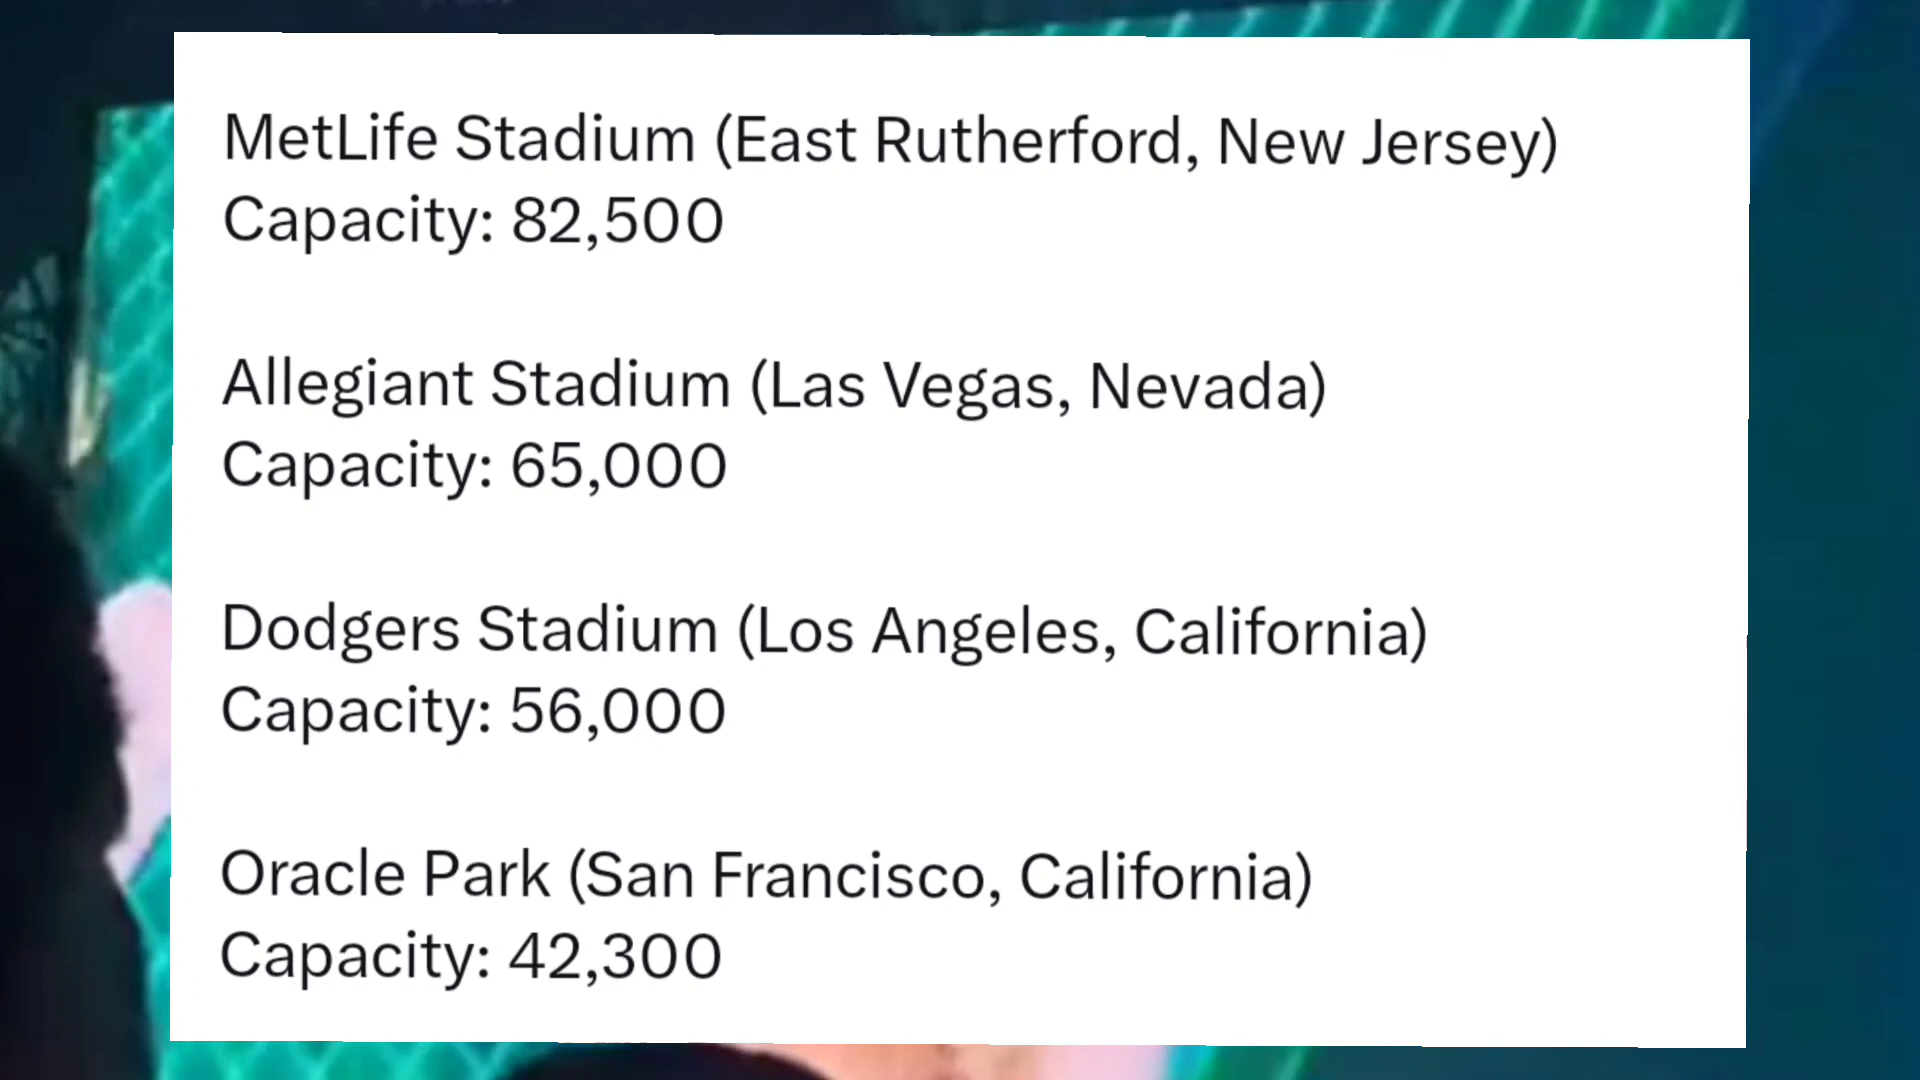 MetLife Stadium (East Rutherford, New Jersey)
Capacity: 82,500
Allegiant Stadium (Las Vegas, Nevada)
Capacity: 65,000
Dodgers Stadium (Los Angeles, California)
Capacity: 56,000
Oracle Park (San Francisco, California)
Capacity: 42,300